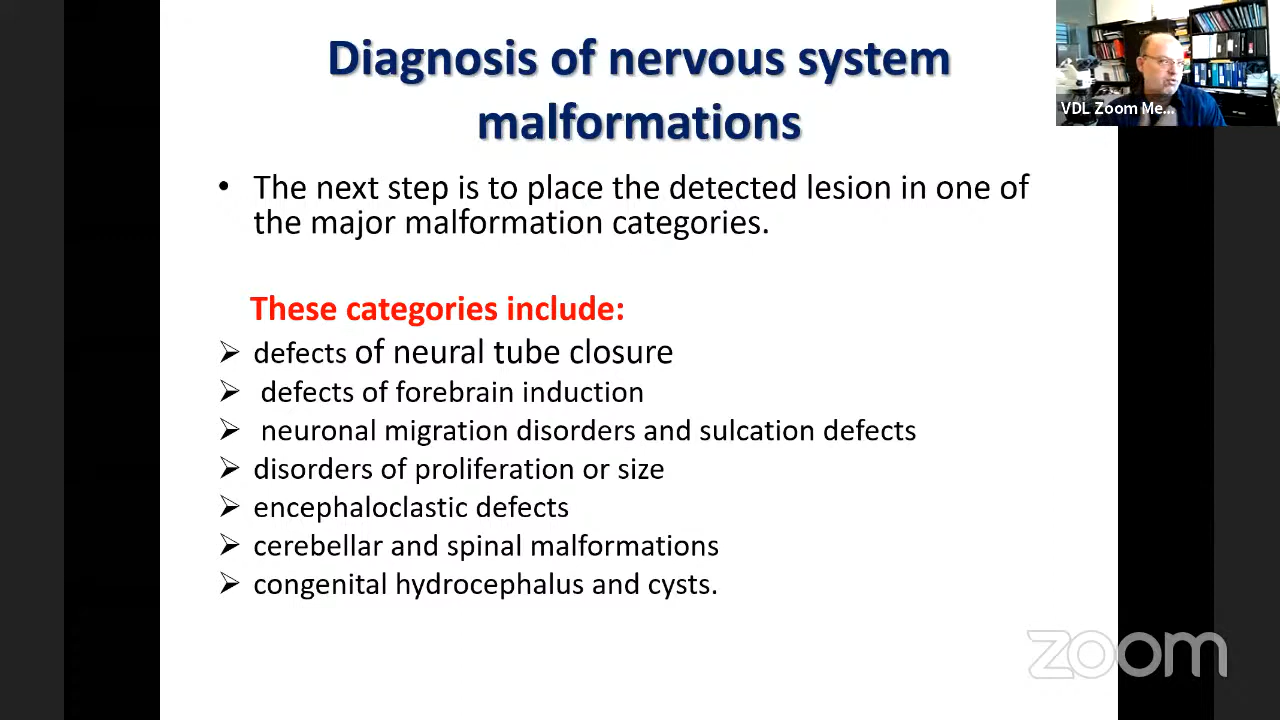 Diagnosis of nervous system
malformations
VDL Zoom Me...
• The next step is to place the detected lesion in one of
the major malformation categories.
These categories include:
➢ defects of neural tube closure
➢ defects of forebrain induction
➢ neuronal migration disorders and sulcation defects
➢ disorders of proliferation or size
➢ encephaloclastic defects
➢ cerebellar and spinal malformations
➢ congenital hydrocephalus and cysts.
zoom